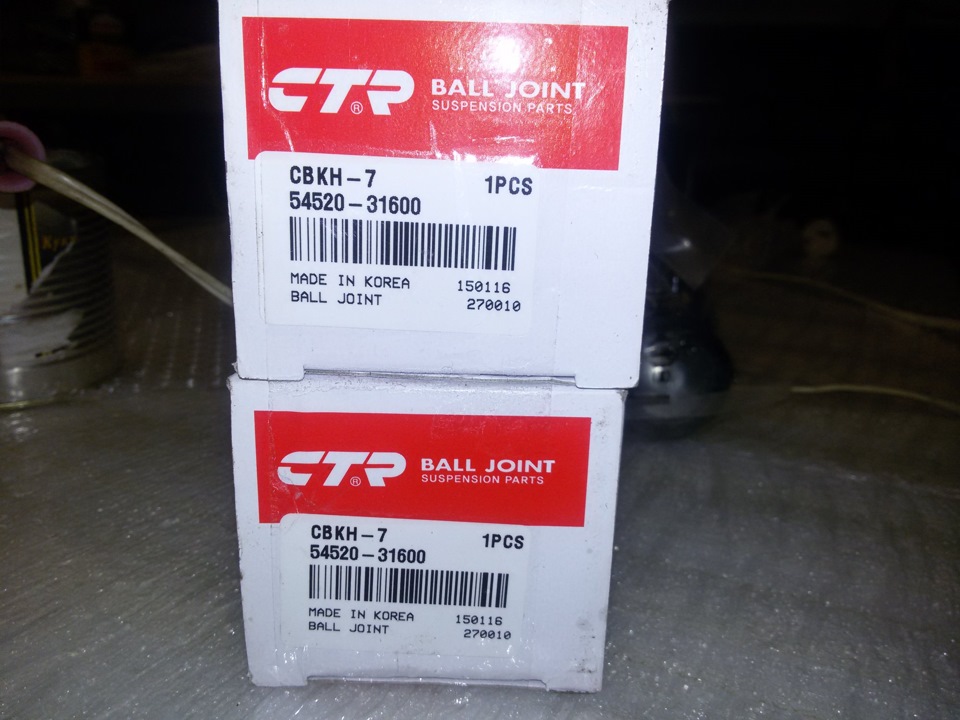 CTR® BALL JOINT
SUSPENSION PARTS
CBKH-7 1PCS
54520-31600
MADE IN KOREA 150116
BALL JOINT 270010
CTR® BALL JOINT
SUSPENSION PARTS
CBKH-7 1PCS
54520-31600
MADE IN KOREA 150116
BALL JOINT 270010